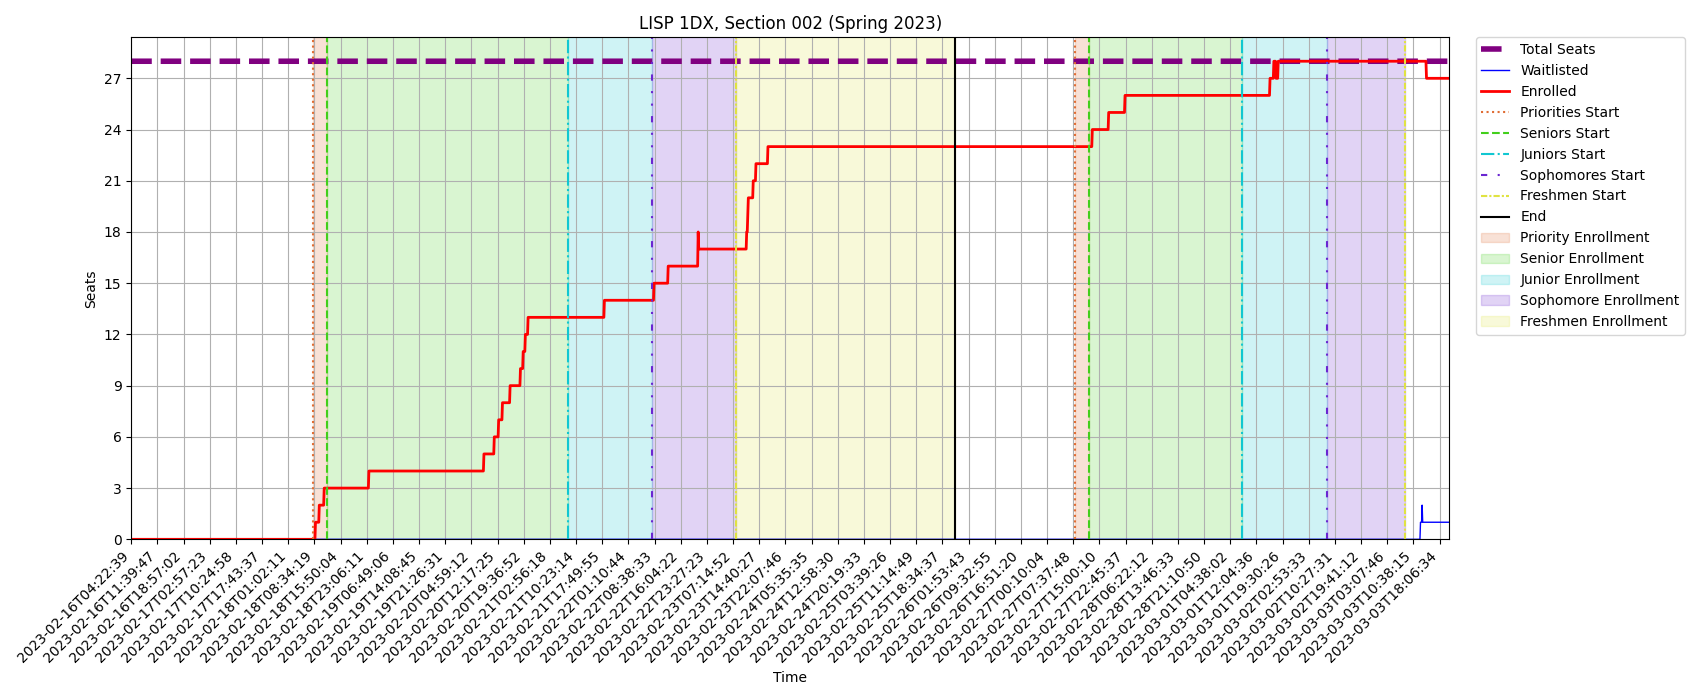 LISP 1DX, Section 002 (Spring 2023)
Seats
27
24
21
18
15
12
9
6
3
0
2023-02-16T04:22:39
2023-02-16T11:39:47
2023-02-16T18:57:02
2023-02-17T02:57:23
2023-02-17T10:24:58
2023-02-17T17:43:37
2023-02-18T01:02:11
2023-02-18T08:34:19
2023-02-18T15:50:04
2023-02-18T23:06:11
2023-02-19T06:49:06
2023-02-19T14:08:45
2023-02-19T21:26:31
2023-02-20T04:59:12
2023-02-20T12:17:25
2023-02-20T19:36:52
2023-02-21T02:56:18
2023-02-21T10:23:14
2023-02-21T17:49:55
2023-02-22T01:10:44
2023-02-22T08:38:33
2023-02-22T16:04:22
2023-02-22T23:27:23
2023-02-23T07:14:52
2023-02-23T14:40:27
2023-02-23T22:07:46
2023-02-24T05:35:35
2023-02-24T12:58:30
2023-02-24T20:19:33
2023-02-25T03:39:26
2023-02-25T11:14:49
2023-02-25T18:34:37
2023-02-26T01:53:43
2023-02-26T09:32:55
2023-02-26T16:51:20
2023-02-27T00:10:04
2023-02-27T07:37:48
2023-02-27T15:00:10
2023-02-27T22:45:37
2023-02-28T06:22:12
2023-02-28T13:46:33
2023-02-28T21:10:50
2023-03-01T04:38:02
2023-03-01T12:04:36
2023-03-01T19:30:26
2023-03-02T02:53:33
2023-03-02T10:27:31
2023-03-02T19:41:12
2023-03-03T03:07:46
2023-03-03T10:38:15
2023-03-03T18:06:34
Time
Total Seats
Waitlisted
Enrolled
Priorities Start
Seniors Start
Juniors Start
Sophomores Start
Freshmen Start
End
Priority Enrollment
Senior Enrollment
Junior Enrollment
Sophomore Enrollment
Freshmen Enrollment